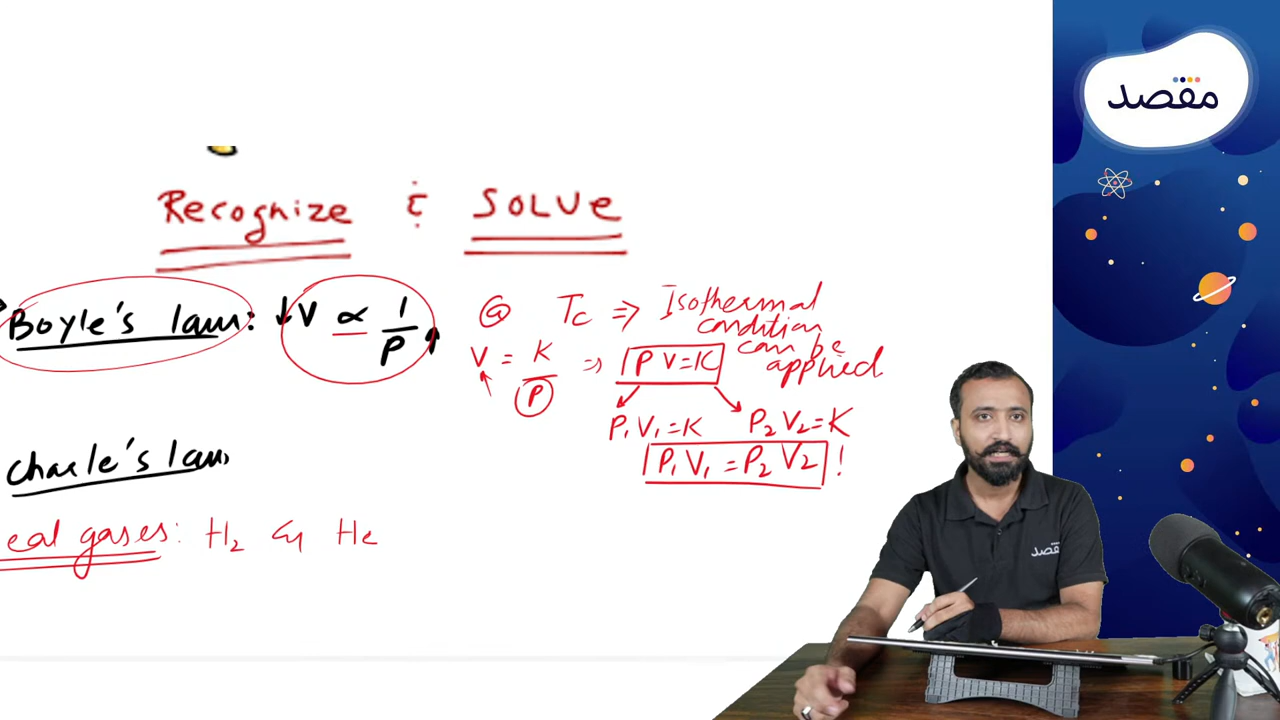 مقصد
Recognize & SOLVE
Boyle's law: ↓V ∝ 1/P ↑
@ Tc => Isothermal
condition
can be
applied.
V = K/P => PV=K
P₁V₁=K P₂V₂=K
P₁V₁ = P₂V₂ !
Charle's law
eal gases: H₂ & He
مقصد